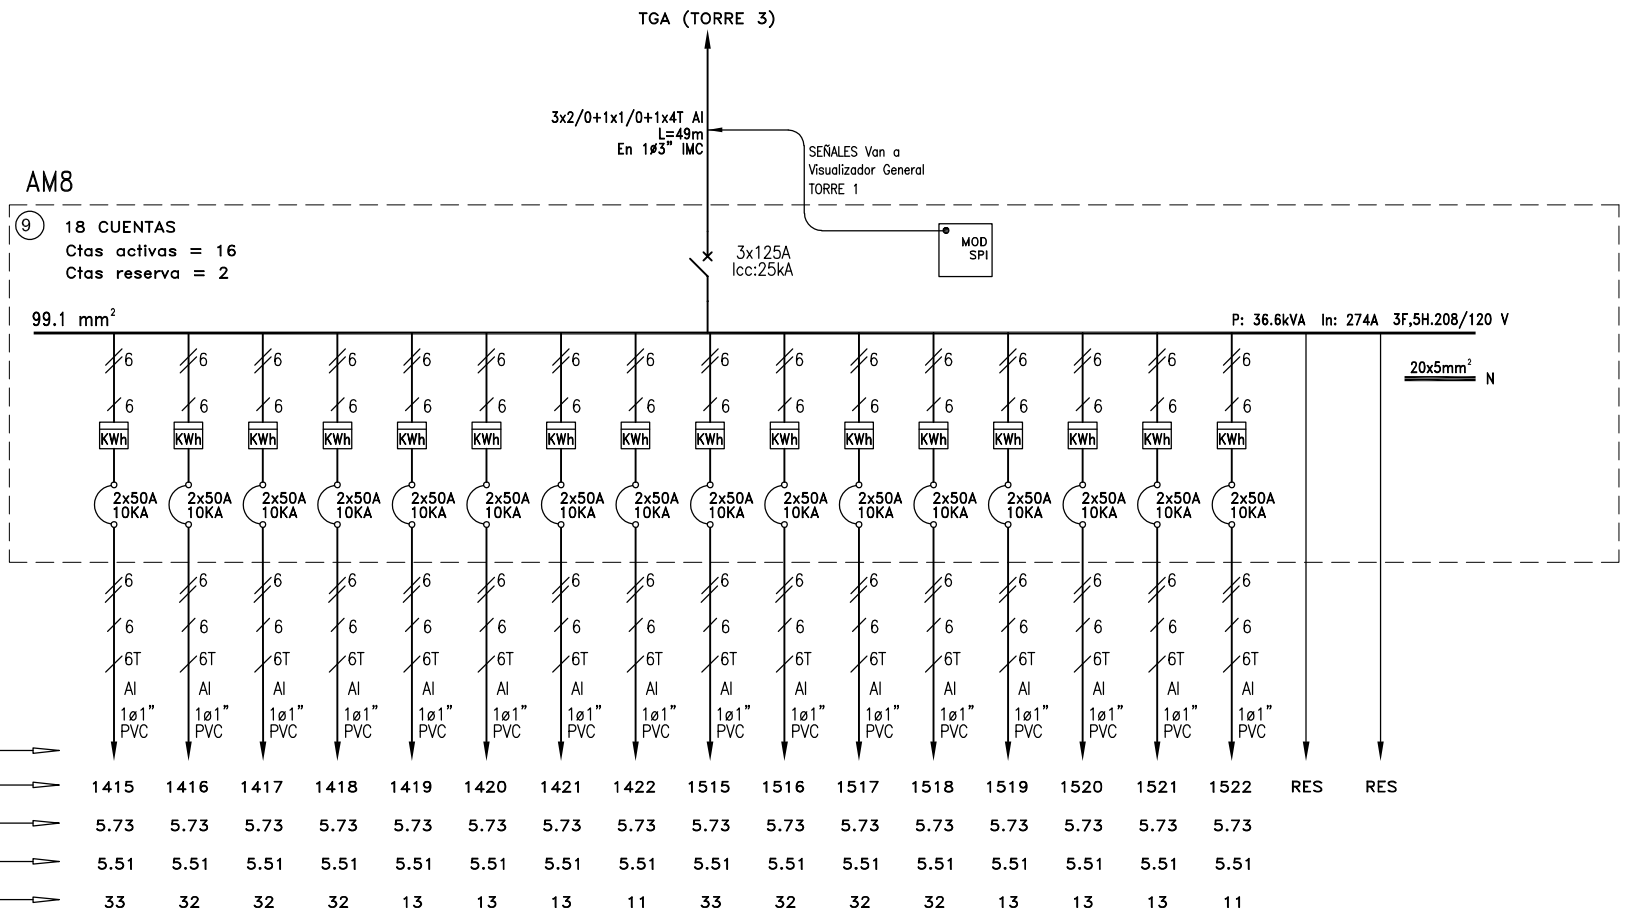 TGA (TORRE 3)
3x2/0+1x1/0+1x4T Al
L=49m
En 1ø3" IMC
SEÑALES Van a
Visualizador General
TORRE 1
AM8
9
18 CUENTAS
Ctas activas = 16
Ctas reserva = 2
3x125A
Icc:25kA
MOD
SPI
99.1 mm²
P: 36.6kVA In: 274A 3F,5H.208/120 V
20x5mm²
N
6 6 6 6 6 6 6 6 6 6 6 6 6 6 6 6
6 6 6 6 6 6 6 6 6 6 6 6 6 6 6 6
KWh KWh KWh KWh KWh KWh KWh KWh KWh KWh KWh KWh KWh KWh KWh KWh
2x50A 2x50A 2x50A 2x50A 2x50A 2x50A 2x50A 2x50A 2x50A 2x50A 2x50A 2x50A 2x50A 2x50A 2x50A 2x50A
10KA 10KA 10KA 10KA 10KA 10KA 10KA 10KA 10KA 10KA 10KA 10KA 10KA 10KA 10KA 10KA
6 6 6 6 6 6 6 6 6 6 6 6 6 6 6 6
6 6 6 6 6 6 6 6 6 6 6 6 6 6 6 6
6T 6T 6T 6T 6T 6T 6T 6T 6T 6T 6T 6T 6T 6T 6T 6T
Al Al Al Al Al Al Al Al Al Al Al Al Al Al Al Al
1ø1" 1ø1" 1ø1" 1ø1" 1ø1" 1ø1" 1ø1" 1ø1" 1ø1" 1ø1" 1ø1" 1ø1" 1ø1" 1ø1" 1ø1" 1ø1"
PVC PVC PVC PVC PVC PVC PVC PVC PVC PVC PVC PVC PVC PVC PVC PVC
1415 1416 1417 1418 1419 1420 1421 1422 1515 1516 1517 1518 1519 1520 1521 1522 RES RES
5.73 5.73 5.73 5.73 5.73 5.73 5.73 5.73 5.73 5.73 5.73 5.73 5.73 5.73 5.73 5.73
5.51 5.51 5.51 5.51 5.51 5.51 5.51 5.51 5.51 5.51 5.51 5.51 5.51 5.51 5.51 5.51
33 32 32 32 13 13 13 11 33 32 32 32 13 13 13 11